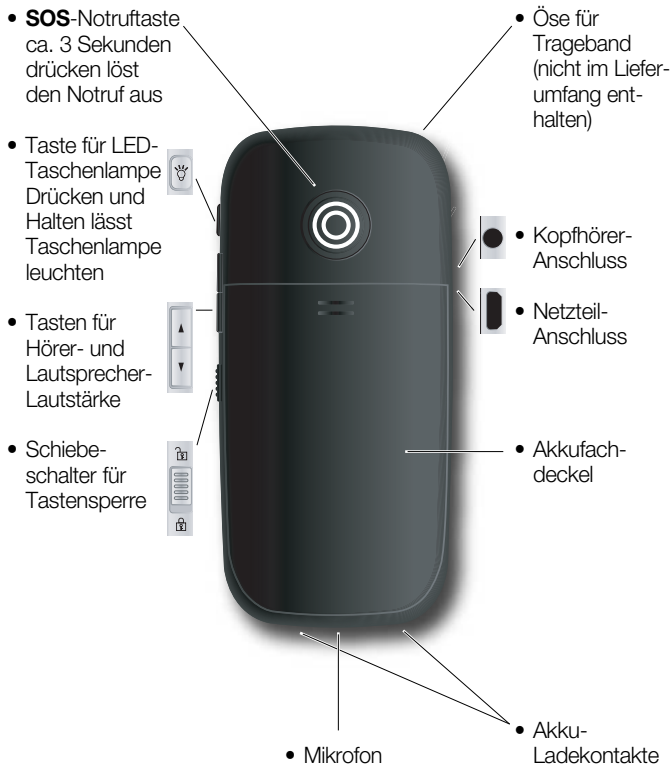 • SOS-Notruftaste
ca. 3 Sekunden
drücken löst
den Notruf aus
• Taste für LED-
Taschenlampe
Drücken und
Halten lässt
Taschenlampe
leuchten
• Tasten für
Hörer- und
Lautsprecher-
Lautstärke
• Schiebe-
schalter für
Tastensperre
• Öse für
Trageband
(nicht im Liefer-
umfang ent-
halten)
• Kopfhörer-
Anschluss
• Netzteil-
Anschluss
• Akkufach-
deckel
• Mikrofon
• Akku-
Ladekontakte